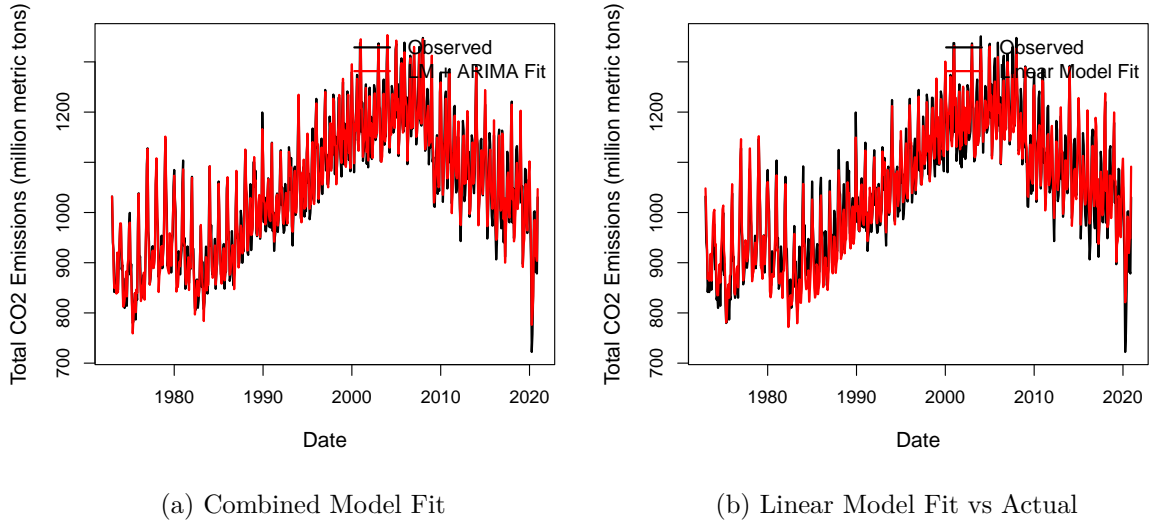 Total CO2 Emissions (million metric tons)
700
800
900
1000
1200
Observed
LM + ARIMA Fit
1980
1990
2000
2010
2020
Date
(a) Combined Model Fit
Total CO2 Emissions (million metric tons)
700
800
900
1000
1200
Observed
Linear Model Fit
1980
1990
2000
2010
2020
Date
(b) Linear Model Fit vs Actual